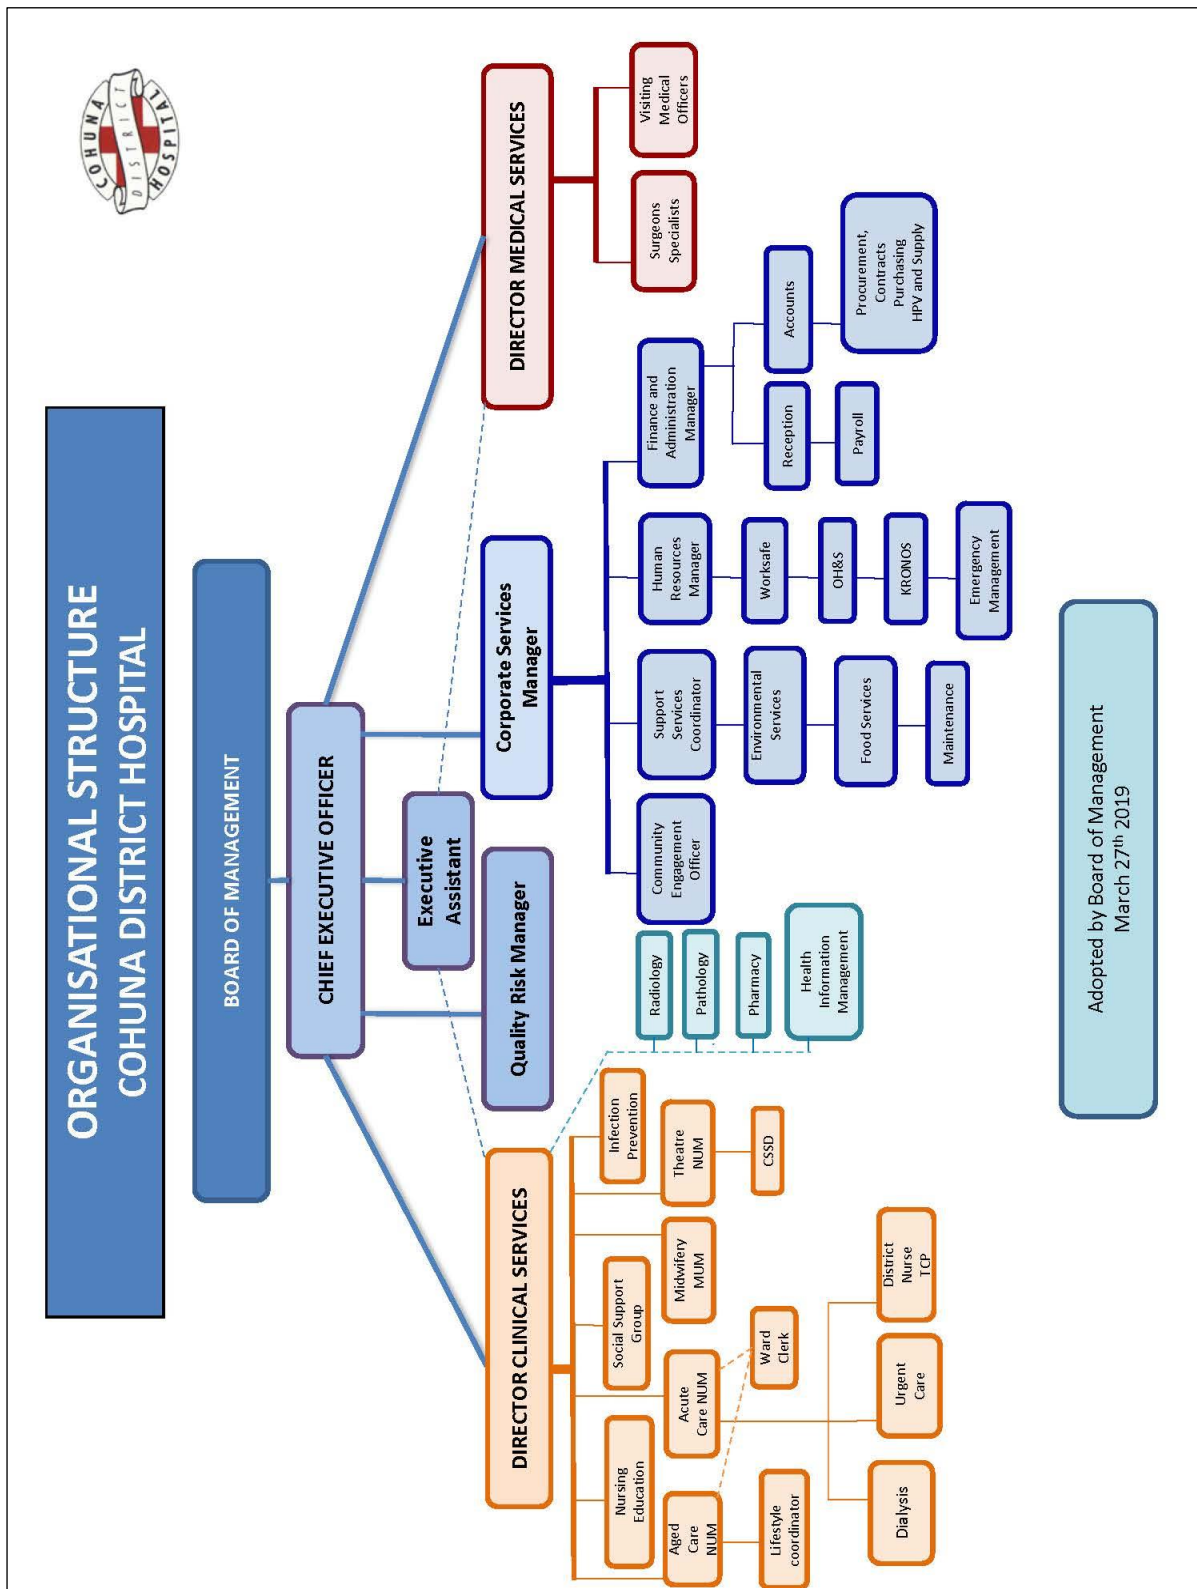 ORGANISATIONAL STRUCTURE
COHUNA DISTRICT HOSPITAL
COHUNA
DISTRICT
HOSPITAL
BOARD OF MANAGEMENT
CHIEF EXECUTIVE OFFICER
Executive
Assistant
DIRECTOR CLINICAL SERVICES
Quality Risk Manager
Corporate Services
Manager
DIRECTOR MEDICAL SERVICES
Nursing
Education
Social Support
Group
Infection
Prevention
Aged
Care
NUM
Acute
Care NUM
Midwifery
MUM
Theatre
NUM
Lifestyle
coordinator
Ward
Clerk
CSSD
Dialysis
Urgent
Care
District
Nurse
TCP
Radiology
Pathology
Pharmacy
Health
Information
Management
Community
Engagement
Officer
Support
Services
Coordinator
Environmental
Services
Food Services
Maintenance
Human
Resources
Manager
Worksafe
OH&S
KRONOS
Emergency
Management
Finance and
Administration
Manager
Reception
Payroll
Accounts
Procurement,
Contracts
Purchasing
HPV and Supply
Surgeons
Specialists
Visiting
Medical
Officers
Adopted by Board of Management
March 27th 2019